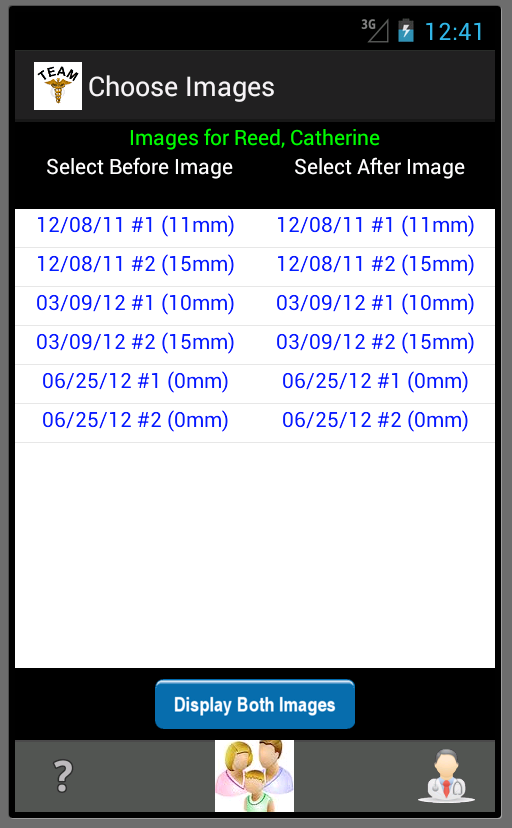 3G 12:41
TEAM Choose Images
Images for Reed, Catherine
Select Before Image Select After Image
12/08/11 #1 (11mm) 12/08/11 #1 (11mm)
12/08/11 #2 (15mm) 12/08/11 #2 (15mm)
03/09/12 #1 (10mm) 03/09/12 #1 (10mm)
03/09/12 #2 (15mm) 03/09/12 #2 (15mm)
06/25/12 #1 (0mm) 06/25/12 #1 (0mm)
06/25/12 #2 (0mm) 06/25/12 #2 (0mm)
Display Both Images
?